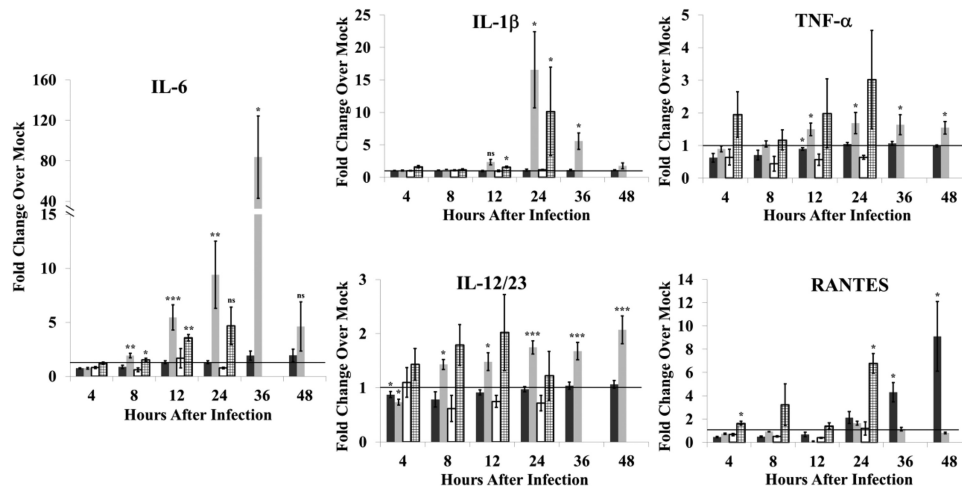 IL-6
Fold Change Over Mock
160
120
80
40
15
10
5
0
**
*
***
**
**
ns
*
ns
4 8 12 24 36 48
Hours After Infection
IL-1β
Fold Change Over Mock
25
20
15
10
5
0
ns
*
*
*
*
4 8 12 24 36 48
Hours After Infection
TNF-α
Fold Change Over Mock
5
4
3
2
1
0
*
*
*
*
*
4 8 12 24 36 48
Hours After Infection
IL-12/23
Fold Change Over Mock
3
2
1
0
*
*
*
*
***
***
***
4 8 12 24 36 48
Hours After Infection
RANTES
Fold Change Over Mock
14
12
10
8
6
4
2
0
*
*
*
*
4 8 12 24 36 48
Hours After Infection